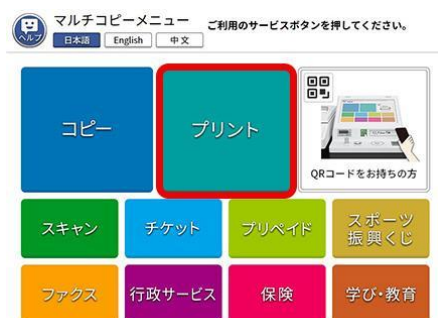 マルチコピーメニュー
ご利用のサービスボタンを押してください。
ヘルプ
日本語 English 中文
コピー
プリント
QRコードをお持ちの方
スキャン
チケット
プリペイド
スポーツ
振興くじ
ファクス
行政サービス
保険
学び・教育